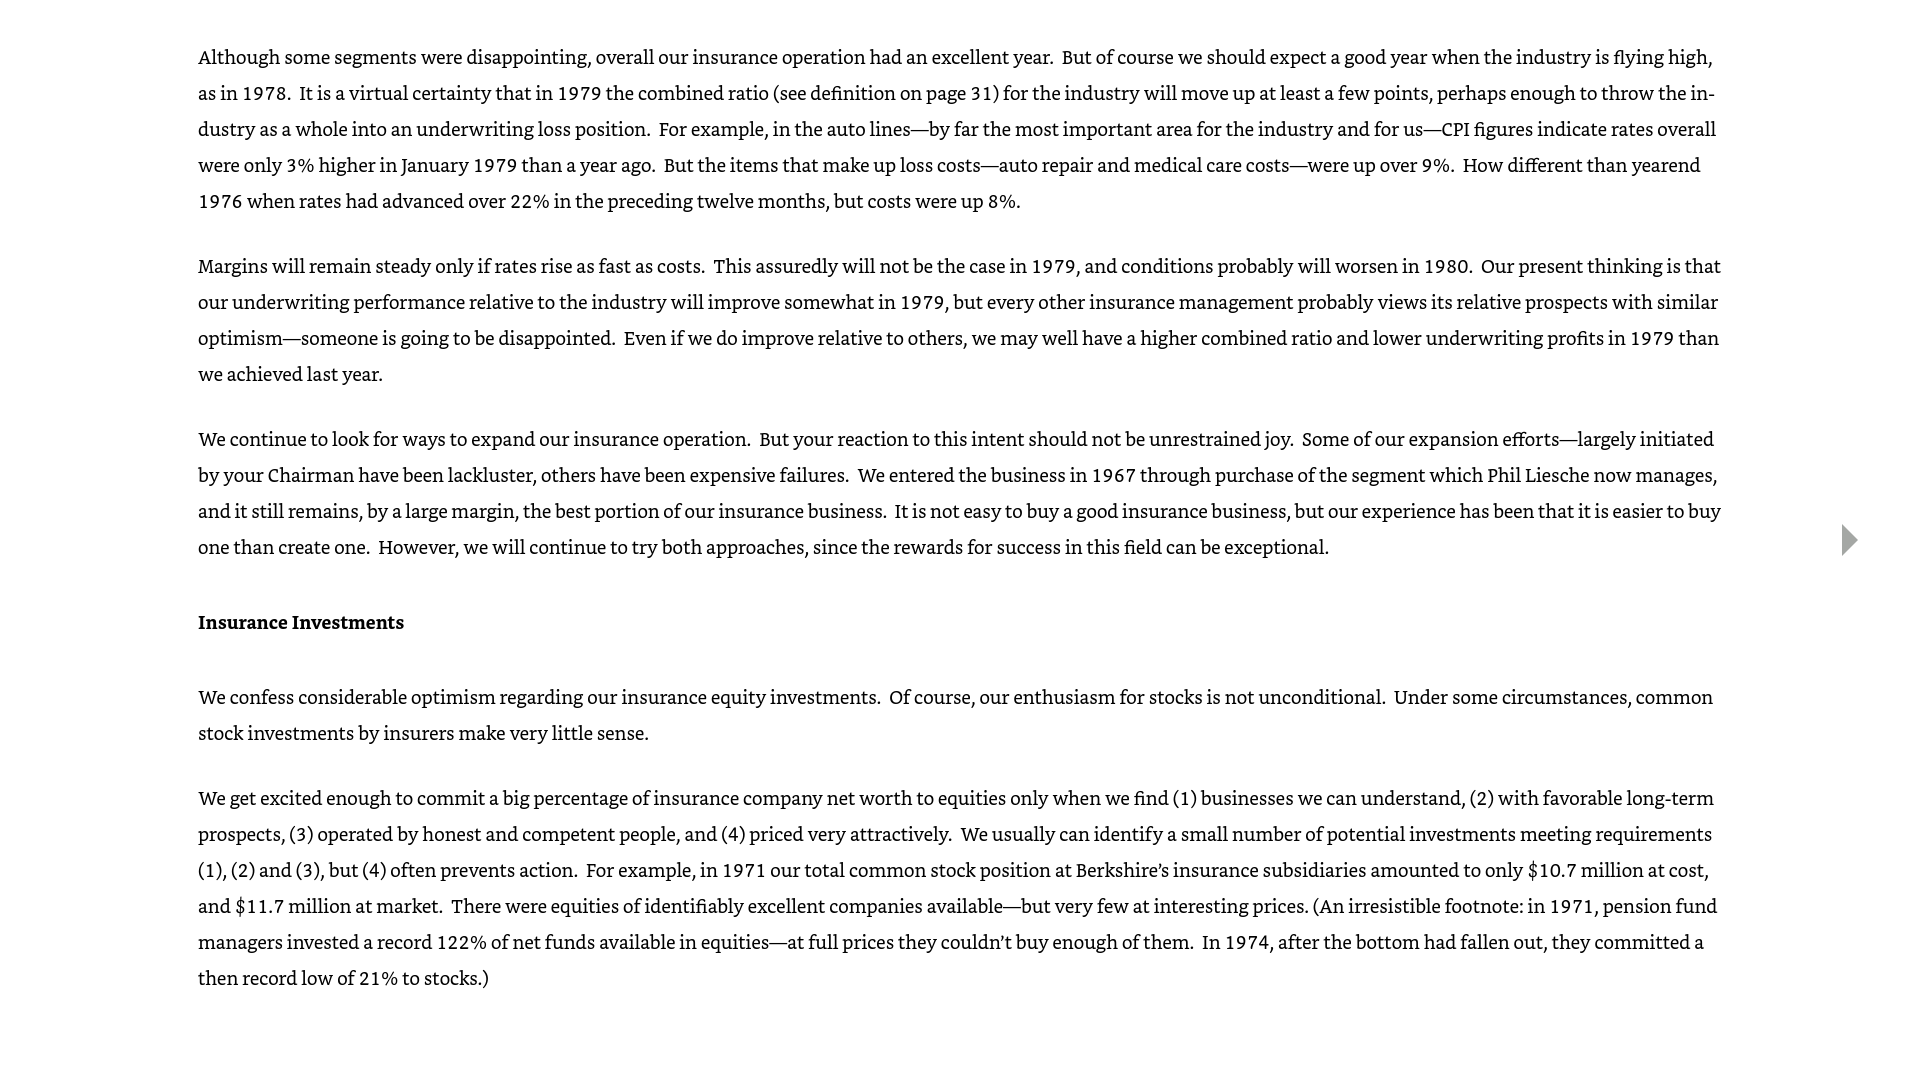 Although some segments were disappointing, overall our insurance operation had an excellent year.  But of course we should expect a good year when the industry is flying high,
as in 1978.  It is a virtual certainty that in 1979 the combined ratio (see definition on page 31) for the industry will move up at least a few points, perhaps enough to throw the in-
dustry as a whole into an underwriting loss position.  For example, in the auto lines—by far the most important area for the industry and for us—CPI figures indicate rates overall
were only 3% higher in January 1979 than a year ago.  But the items that make up loss costs—auto repair and medical care costs—were up over 9%.  How different than yearend
1976 when rates had advanced over 22% in the preceding twelve months, but costs were up 8%.
Margins will remain steady only if rates rise as fast as costs.  This assuredly will not be the case in 1979, and conditions probably will worsen in 1980.  Our present thinking is that
our underwriting performance relative to the industry will improve somewhat in 1979, but every other insurance management probably views its relative prospects with similar
optimism—someone is going to be disappointed.  Even if we do improve relative to others, we may well have a higher combined ratio and lower underwriting profits in 1979 than
we achieved last year.
We continue to look for ways to expand our insurance operation.  But your reaction to this intent should not be unrestrained joy.  Some of our expansion efforts—largely initiated
by your Chairman have been lackluster, others have been expensive failures.  We entered the business in 1967 through purchase of the segment which Phil Liesche now manages,
and it still remains, by a large margin, the best portion of our insurance business.  It is not easy to buy a good insurance business, but our experience has been that it is easier to buy
one than create one.  However, we will continue to try both approaches, since the rewards for success in this field can be exceptional.
Insurance Investments
We confess considerable optimism regarding our insurance equity investments.  Of course, our enthusiasm for stocks is not unconditional.  Under some circumstances, common
stock investments by insurers make very little sense.
We get excited enough to commit a big percentage of insurance company net worth to equities only when we find (1) businesses we can understand, (2) with favorable long-term
prospects, (3) operated by honest and competent people, and (4) priced very attractively.  We usually can identify a small number of potential investments meeting requirements
(1), (2) and (3), but (4) often prevents action.  For example, in 1971 our total common stock position at Berkshire’s insurance subsidiaries amounted to only $10.7 million at cost,
and $11.7 million at market.  There were equities of identifiably excellent companies available—but very few at interesting prices. (An irresistible footnote: in 1971, pension fund
managers invested a record 122% of net funds available in equities—at full prices they couldn’t buy enough of them.  In 1974, after the bottom had fallen out, they committed a
then record low of 21% to stocks.)